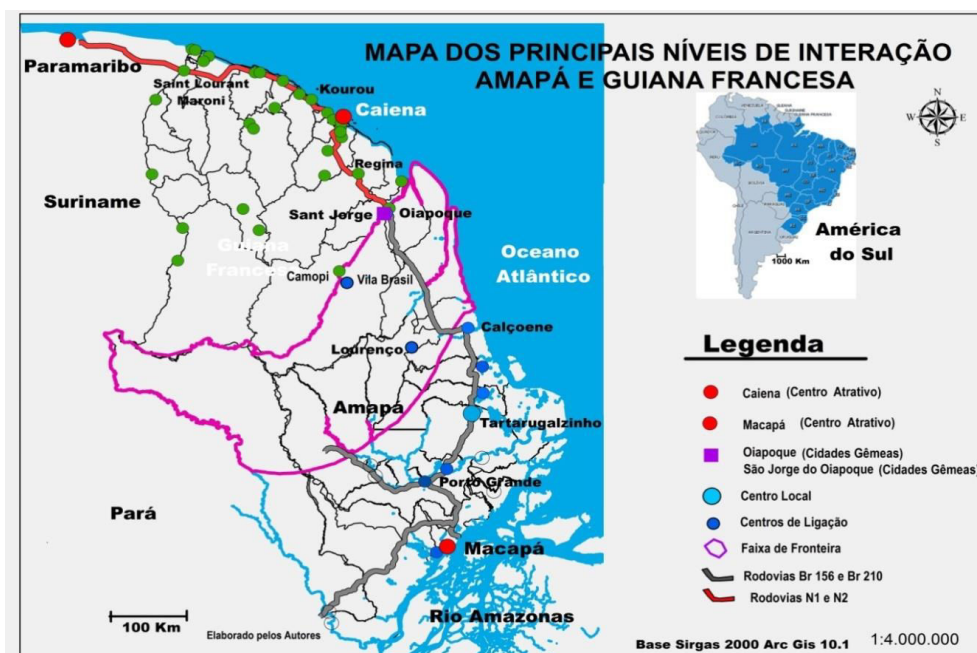 MAPA DOS PRINCIPAIS NÍVEIS DE INTERAÇÃO
AMAPÁ E GUIANA FRANCESA
Paramaribo
Saint Lourant
Maroni
Kourou
Caiena
Regina
Suriname
Sant Jorge
Oiapoque
Guiana
Frances
Camopi
Vila Brasil
Oceano
Atlântico
Calçoene
Lourenço
Amapá
Tartarugalzinho
Porto Grande
Pará
Macapá
Rio Amazonas
100 Km
Elaborado pelos Autores
N
W
E
S
América
do Sul
1000 Km
Legenda
Caiena (Centro Atrativo)
Macapá (Centro Atrativo)
Oiapoque (Cidades Gêmeas)
São Jorge do Oiapoque (Cidades Gêmeas)
Centro Local
Centros de Ligação
Faixa de Fronteira
Rodovias Br 156 e Br 210
Rodovias N1 e N2
Base Sirgas 2000 Arc Gis 10.1
1:4.000.000